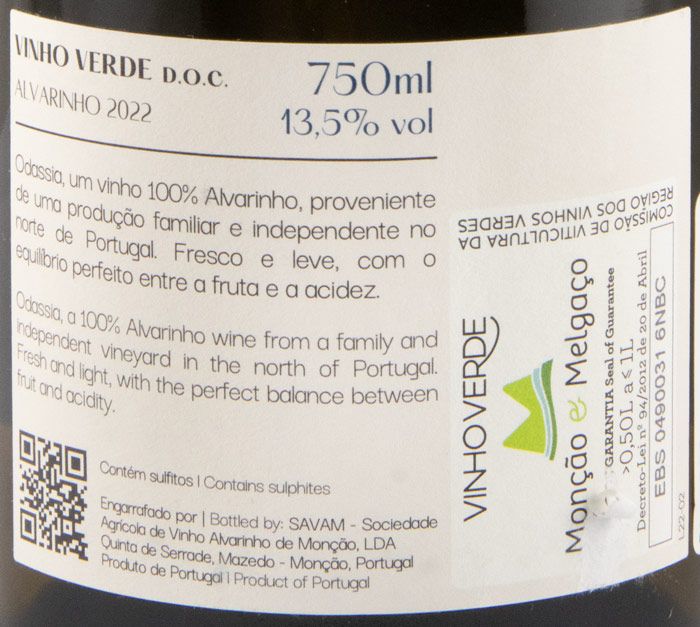 VINHO VERDE D.O.C.
ALVARINHO 2022
750ml
13,5% vol
Odassia, um vinho 100% Alvarinho, proveniente
de uma produção familiar e independente no
norte de Portugal. Fresco e leve, com o
equilíbrio perfeito entre a fruta e a acidez.
Odassia, a 100% Alvarinho wine from a family and
independent vineyard in the north of Portugal.
Fresh and light, with the perfect balance between
fruit and acidity.
Contém sulfitos | Contains sulphites
Engarrafado por | Bottled by: SAVAM - Sociedade
Agrícola de Vinho Alvarinho de Monção, LDA
Quinta de Serrade, Mazedo - Monção, Portugal
Produto de Portugal | Product of Portugal
COMISSÃO DE VITICULTURA DA
REGIÃO DOS VINHOS VERDES
VINHOVERDE
Monção & Melgaço
GARANTIA Seal of Guarantee
>0,50L a ≤ 1L
Decreto-Lei nº 94/2012 de 20 de Abril
EBS 0490031 6NBC
L22-02